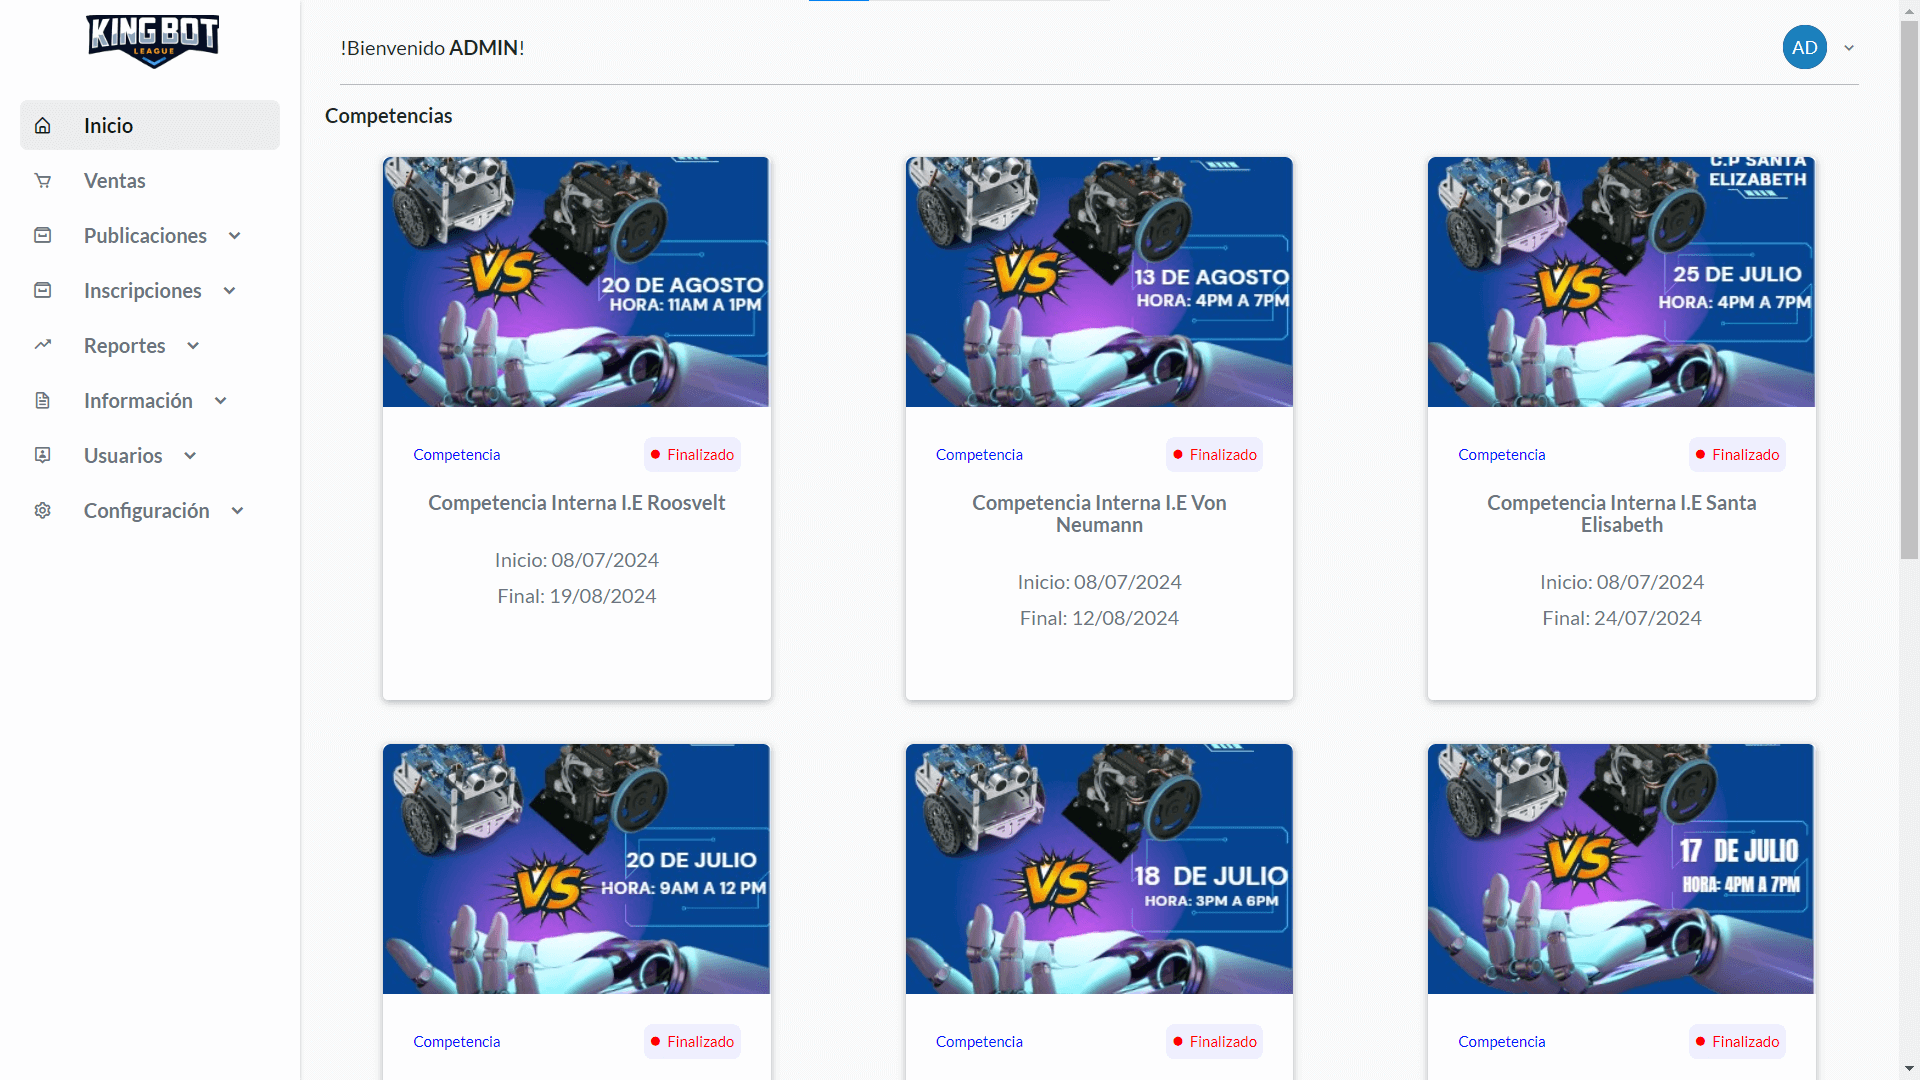 KING BOT
LEAGUE
!Bienvenido ADMIN!
AD
Inicio
Ventas
Publicaciones
Inscripciones
Reportes
Información
Usuarios
Configuración
Competencias
VS
20 DE AGOSTO
HORA: 11AM A 1PM
Competencia
Finalizado
Competencia Interna I.E Roosvelt
Inicio: 08/07/2024
Final: 19/08/2024
VS
13 DE AGOSTO
HORA: 4PM A 7PM
Competencia
Finalizado
Competencia Interna I.E Von
Neumann
Inicio: 08/07/2024
Final: 12/08/2024
C.P SANTA
ELIZABETH
VS
25 DE JULIO
HORA: 4PM A 7PM
Competencia
Finalizado
Competencia Interna I.E Santa
Elisabeth
Inicio: 08/07/2024
Final: 24/07/2024
VS
20 DE JULIO
HORA: 9AM A 12 PM
Competencia
Finalizado
VS
18 DE JULIO
HORA: 3PM A 6PM
Competencia
Finalizado
VS
17 DE JULIO
HORA: 4PM A 7PM
Competencia
Finalizado